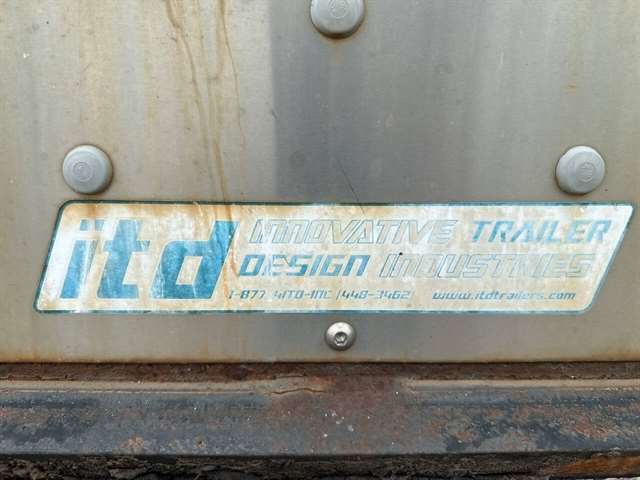 itd
INNOVATIVE TRAILER
DESIGN INDUSTRIES
1-877-4ITD-INC (448-3462) www.itdtrailers.com